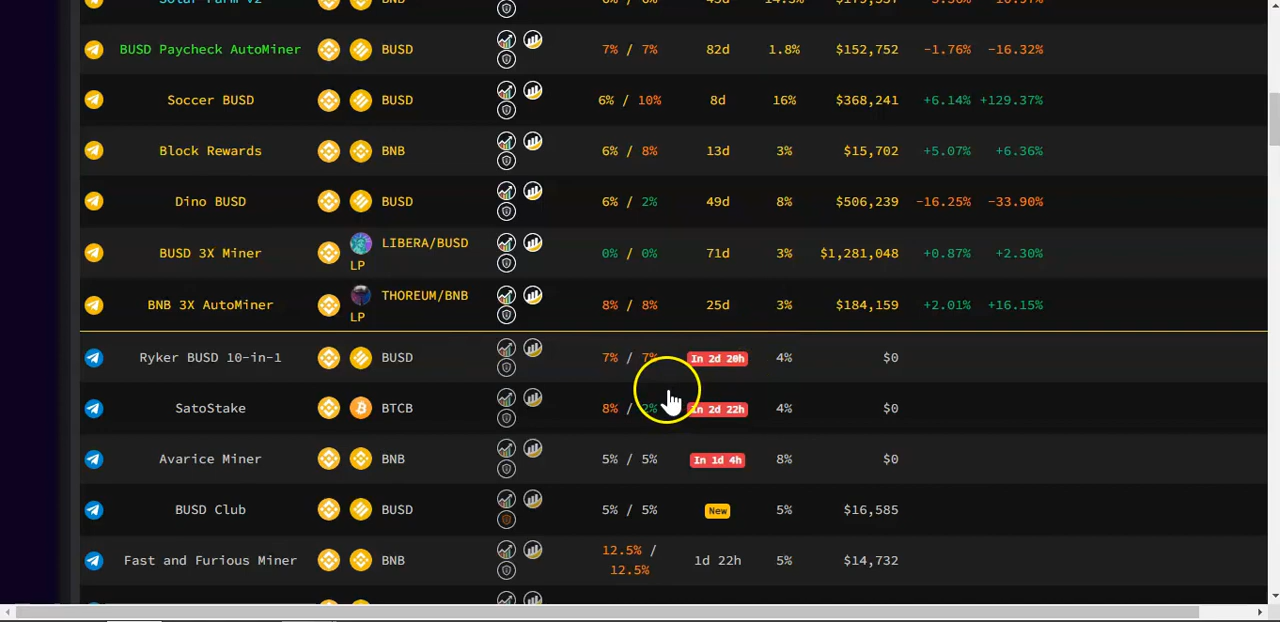 BNB
BUSD Paycheck AutoMiner BUSD 7% / 7% 82d 1.8% $152,752 -1.76% -16.32%
Soccer BUSD BUSD 6% / 10% 8d 16% $368,241 +6.14% +129.37%
Block Rewards BNB 6% / 8% 13d 3% $15,702 +5.07% +6.36%
Dino BUSD BUSD 6% / 2% 49d 8% $506,239 -16.25% -33.90%
BUSD 3X Miner LIBERA/BUSD 0% / 0% 71d 3% $1,281,048 +0.87% +2.30%
LP
BNB 3X AutoMiner THOREUM/BNB 8% / 8% 25d 3% $184,159 +2.01% +16.15%
LP
Ryker BUSD 10-in-1 BUSD 7% / 7% In 2d 20h 4% $0
SatoStake BTCB 8% / 2% In 2d 22h 4% $0
Avarice Miner BNB 5% / 5% In 1d 4h 8% $0
BUSD Club BUSD 5% / 5% New 5% $16,585
Fast and Furious Miner BNB 12.5% / 1d 22h 5% $14,732
12.5%